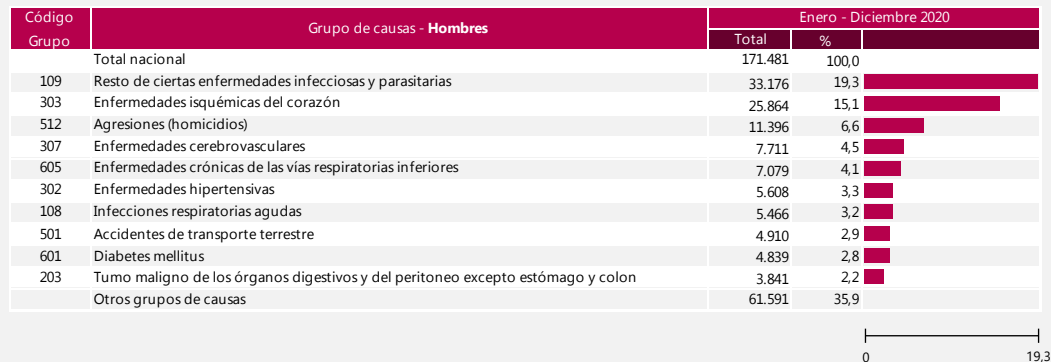 Código Grupo Grupo de causas - Hombres Enero - Diciembre 2020
Total %
Total nacional 171.481 100,0
109 Resto de ciertas enfermedades infecciosas y parasitarias 33.176 19,3
303 Enfermedades isquémicas del corazón 25.864 15,1
512 Agresiones (homicidios) 11.396 6,6
307 Enfermedades cerebrovasculares 7.711 4,5
605 Enfermedades crónicas de las vías respiratorias inferiores 7.079 4,1
302 Enfermedades hipertensivas 5.608 3,3
108 Infecciones respiratorias agudas 5.466 3,2
501 Accidentes de transporte terrestre 4.910 2,9
601 Diabetes mellitus 4.839 2,8
203 Tumo maligno de los órganos digestivos y del peritoneo excepto estómago y colon 3.841 2,2
Otros grupos de causas 61.591 35,9
0 19,3